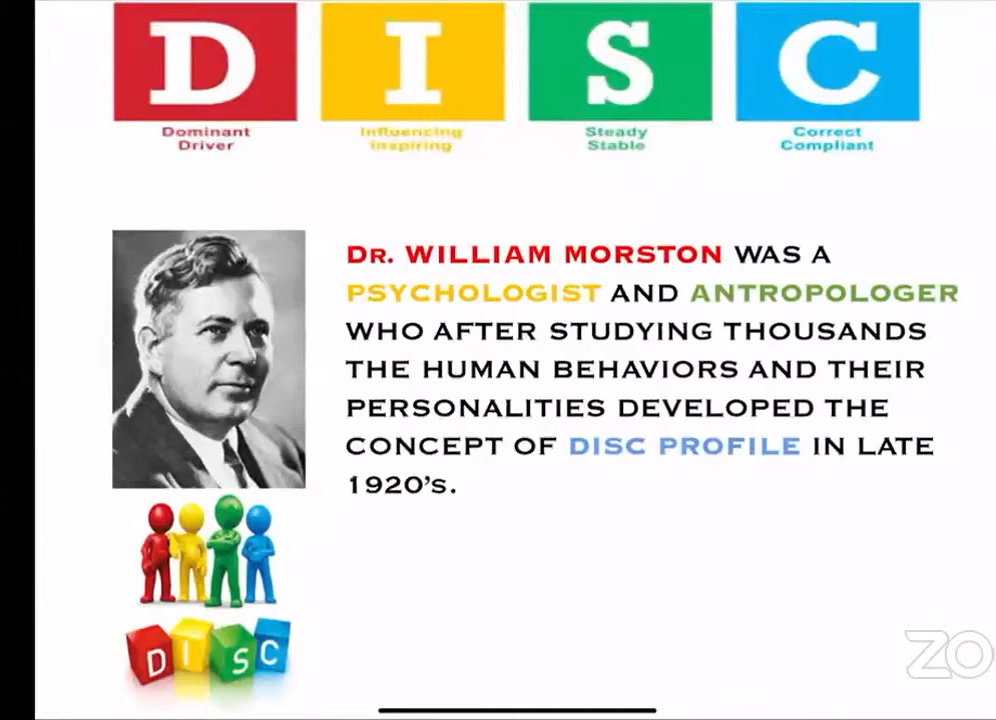 D I S C
Dominant Driver
Influencing Inspiring
Steady Stable
Correct Compliant
DR. WILLIAM MORSTON WAS A
PSYCHOLOGIST AND ANTROPOLOGER
WHO AFTER STUDYING THOUSANDS
THE HUMAN BEHAVIORS AND THEIR
PERSONALITIES DEVELOPED THE
CONCEPT OF DISC PROFILE IN LATE
1920's.
D I S C
ZO